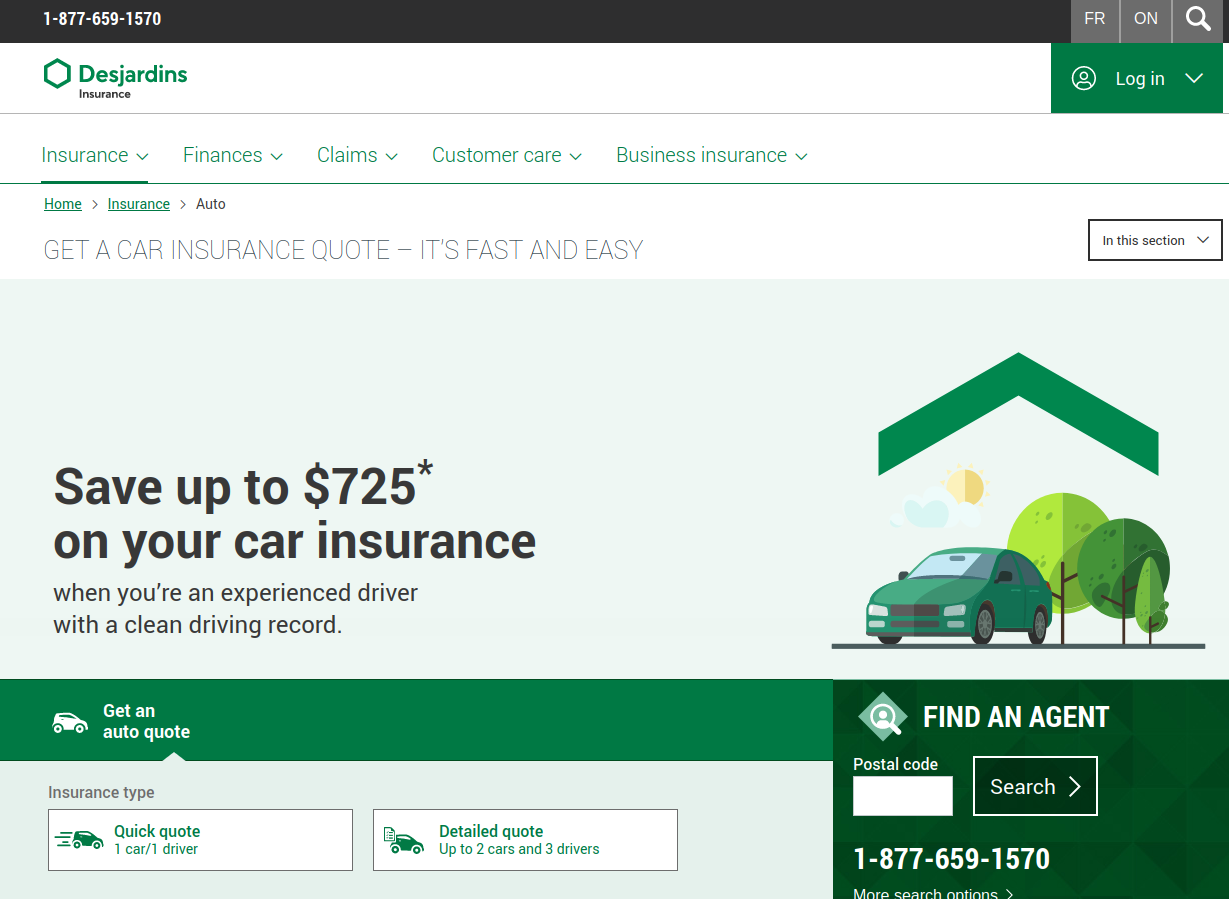 1-877-659-1570
FR
ON
Desjardins
Insurance
Log in
Insurance
Finances
Claims
Customer care
Business insurance
Home
Insurance
Auto
GET A CAR INSURANCE QUOTE – IT'S FAST AND EASY
In this section
Save up to $725*
on your car insurance
when you're an experienced driver
with a clean driving record.
Get an
auto quote
Insurance type
Quick quote
1 car/1 driver
Detailed quote
Up to 2 cars and 3 drivers
FIND AN AGENT
Postal code
Search
1-877-659-1570
More search options